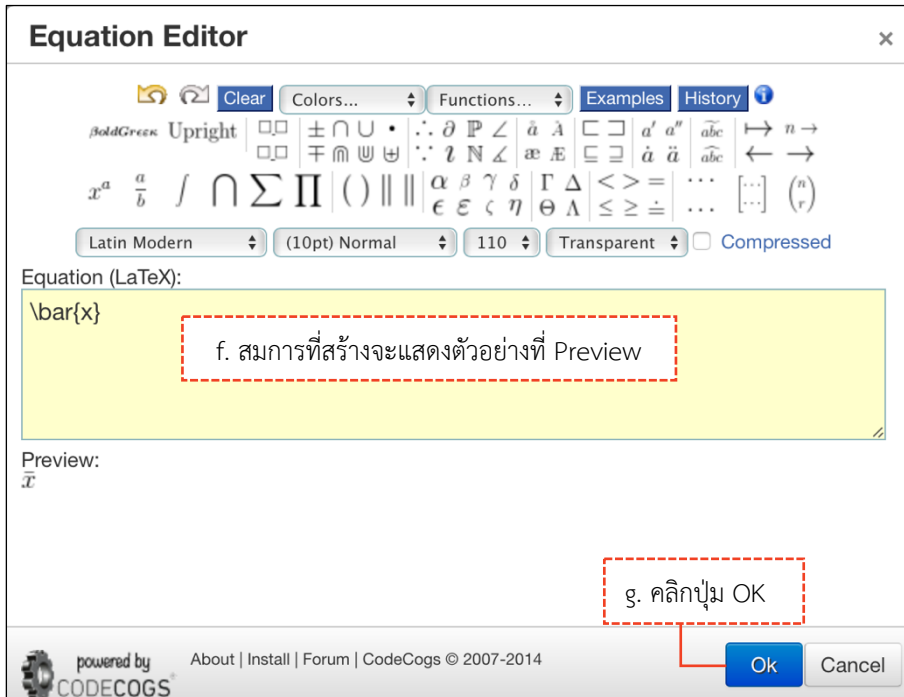 Equation Editor ×
Clear Colors... Functions... Examples History
BoldGreek Upright ± ∩ ∪ • ∴ ∂ ℙ ∠ å Å ⊏ ⊐ a′ a″ abc ↦ n →
∓ ⋒ ⋓ ⊎ ∵ ℓ ℕ ∡ æ Æ ⊑ ⊒ ȧ ä abc ← →
xᵃ a/b ∫ ⋂ ∑ ∏ ( ) ‖ ‖ α β γ δ Γ Δ < > = ⋯ [⋯] (n r)
ϵ ε ς η Θ Λ ≤ ≥ ≐ ...
Latin Modern (10pt) Normal 110 Transparent Compressed
Equation (LaTeX):
\bar{x}
f. สมการที่สร้างจะแสดงตัวอย่างที่ Preview
Preview:
x̄
g. คลิกปุ่ม OK
powered by About | Install | Forum | CodeCogs © 2007-2014 Ok Cancel
CODECOGS